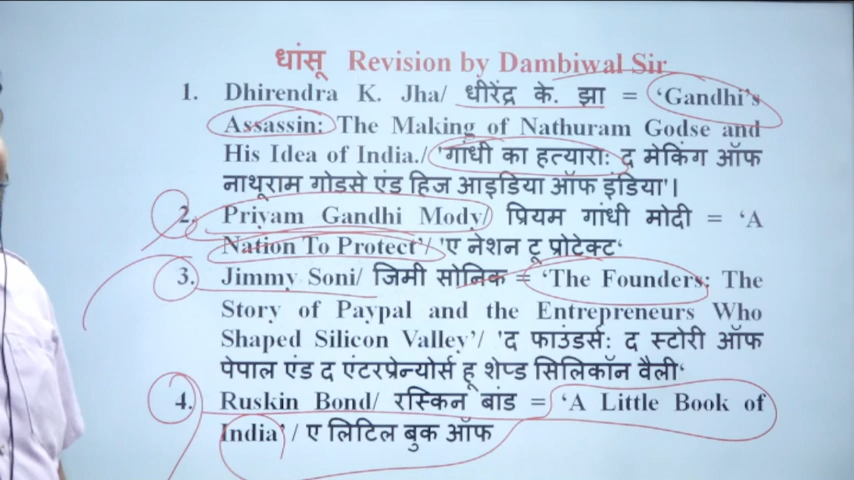 धांसू Revision by Dambiwal Sir
1. Dhirendra K. Jha/ धीरेंद्र के. झा = ‘Gandhi’s
Assassin: The Making of Nathuram Godse and
His Idea of India./ 'गांधी का हत्याराः द मेकिंग ऑफ
नाथूराम गोडसे एंड हिज आइडिया ऑफ इंडिया'।
2. Priyam Gandhi Mody/ प्रियम गांधी मोदी = ‘A
Nation To Protect’/ 'ए नेशन टू प्रोटेक्ट‘
3. Jimmy Soni/ जिमी सोनिक = ‘The Founders: The
Story of Paypal and the Entrepreneurs Who
Shaped Silicon Valley’/ 'द फाउंडर्सः द स्टोरी ऑफ
पेपाल एंड द एंटरप्रेन्योर्स हू शेप्ड सिलिकॉन वैली‘
4. Ruskin Bond/ रस्किन बांड = ‘A Little Book of
India’ / ए लिटिल बुक ऑफ